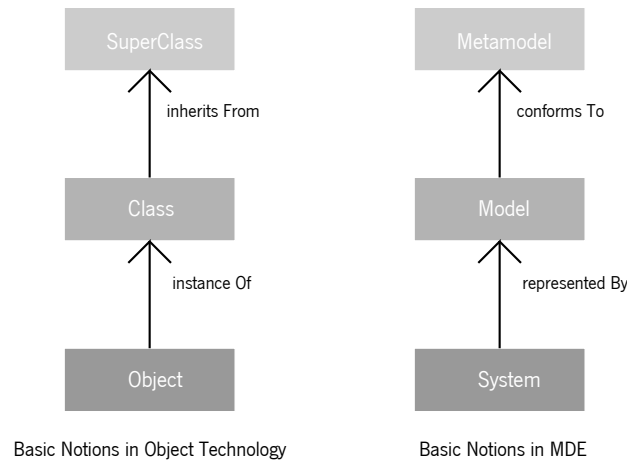 SuperClass
inherits From
Class
instance Of
Object
Basic Notions in Object Technology
Metamodel
conforms To
Model
represented By
System
Basic Notions in MDE